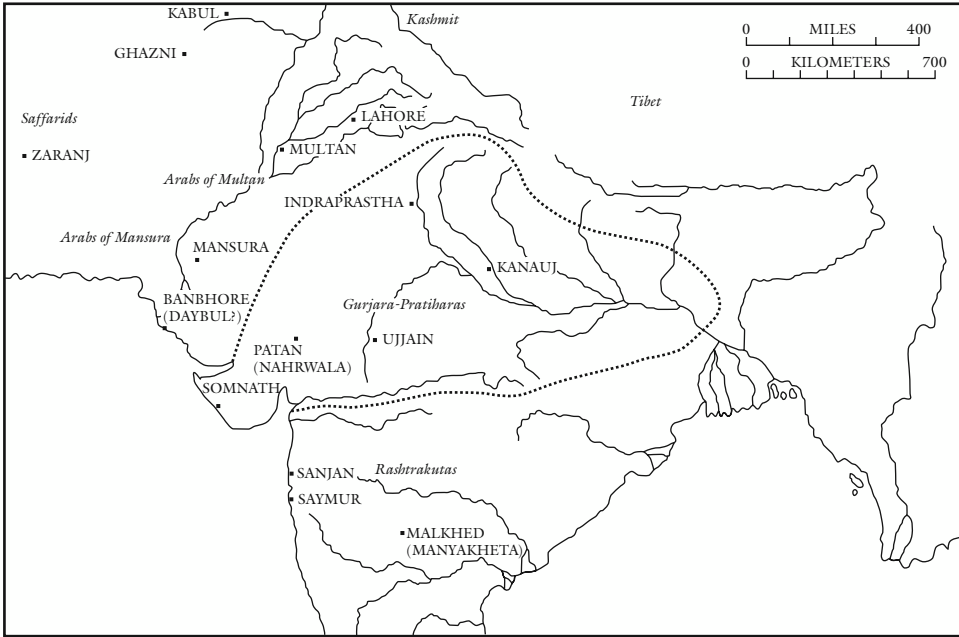 KABUL
Kashmit
0 MILES 400
GHAZNI
0 KILOMETERS 700
Tibet
Saffarids
LAHORE
ZARANJ
MULTAN
Arabs of Multan
INDRAPRASTHA
Arabs of Mansura
MANSURA
KANAUJ
BANBHORE
(DAYBUL?)
Gurjara-Pratiharas
UJJAIN
PATAN
(NAHRWALA)
SOMNATH
SANJAN
Rashtrakutas
SAYMUR
MALKHED
(MANYAKHETA)